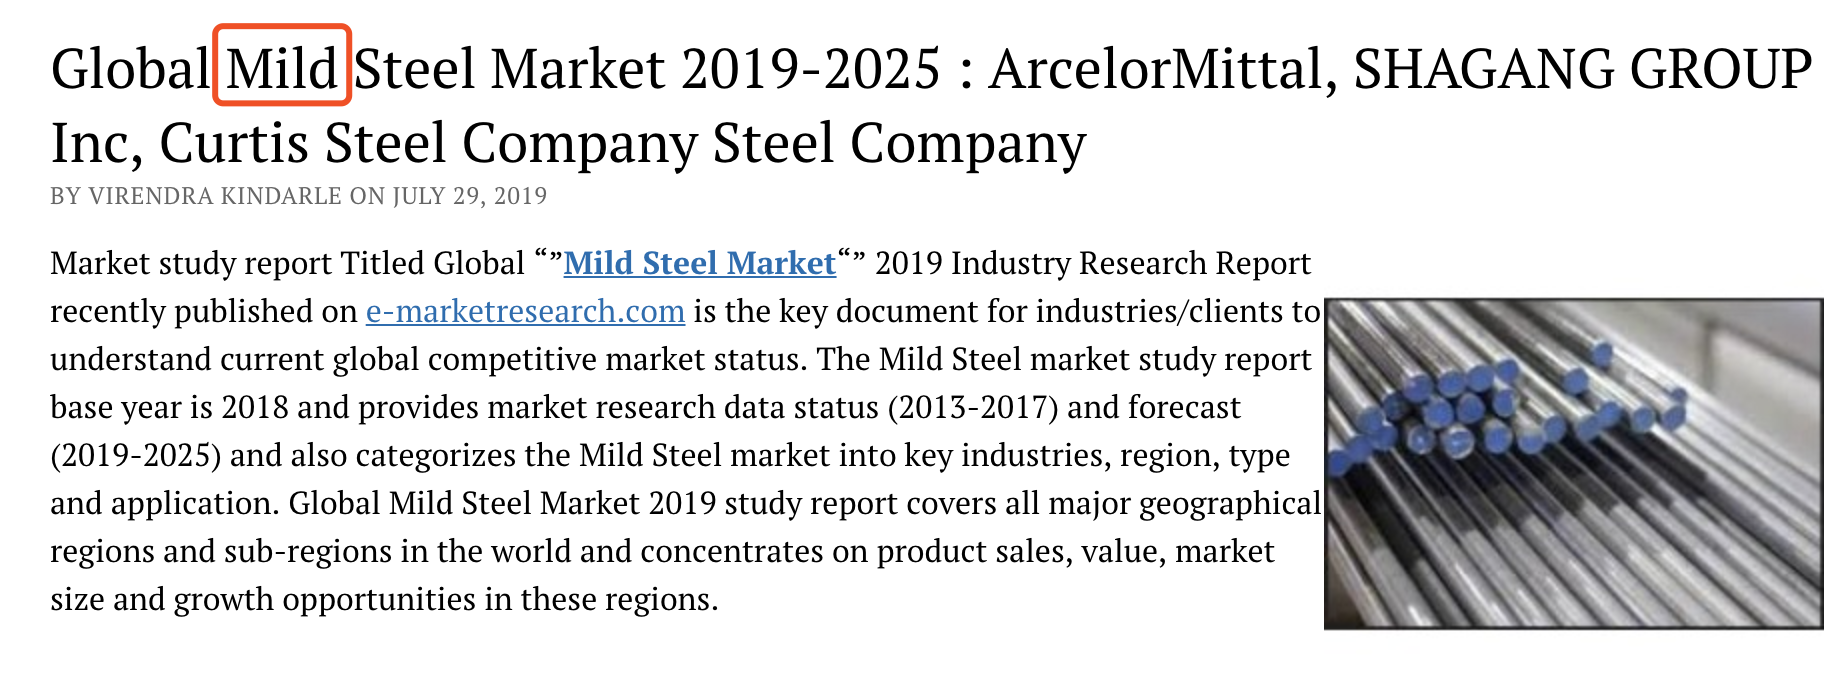 Global Mild Steel Market 2019-2025 : ArcelorMittal, SHAGANG GROUP
Inc, Curtis Steel Company Steel Company
BY VIRENDRA KINDARLE ON JULY 29, 2019
Market study report Titled Global “”Mild Steel Market“” 2019 Industry Research Report
recently published on e-marketresearch.com is the key document for industries/clients to
understand current global competitive market status. The Mild Steel market study report
base year is 2018 and provides market research data status (2013-2017) and forecast
(2019-2025) and also categorizes the Mild Steel market into key industries, region, type
and application. Global Mild Steel Market 2019 study report covers all major geographical
regions and sub-regions in the world and concentrates on product sales, value, market
size and growth opportunities in these regions.